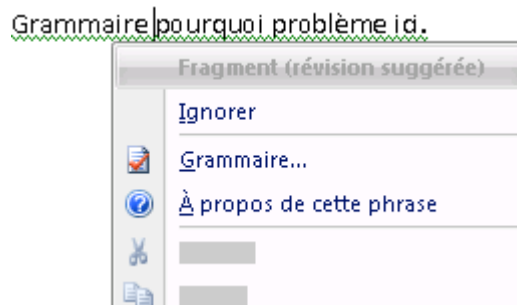 Grammaire pourquoi problème ici.
Fragment (révision suggérée)
Ignorer
Grammaire...
À propos de cette phrase